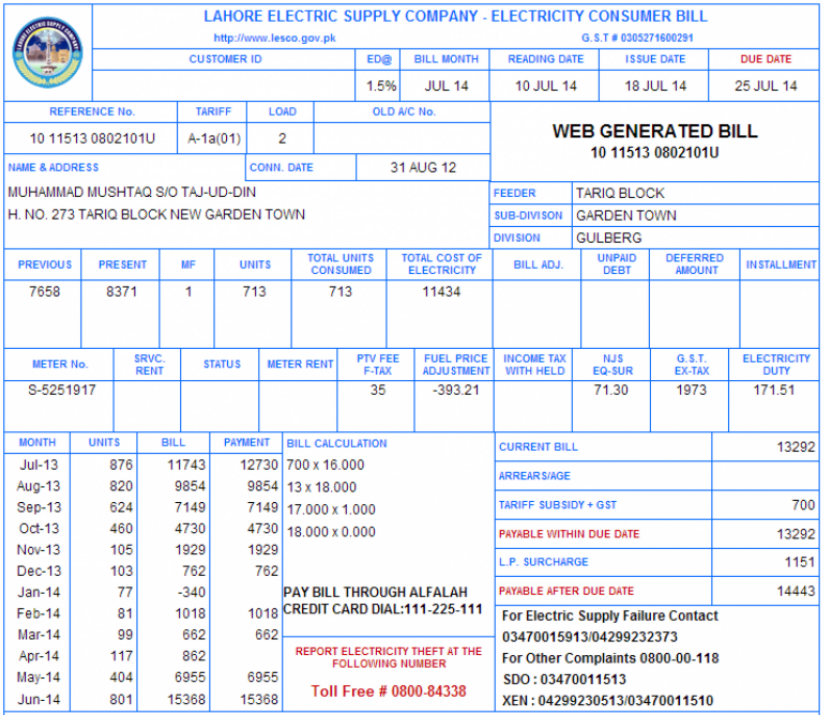 LAHORE ELECTRIC SUPPLY COMPANY - ELECTRICITY CONSUMER BILL
http://www.lesco.gov.pk G.S.T # 0305271600291
CUSTOMER ID ED@ BILL MONTH READING DATE ISSUE DATE DUE DATE
1.5% JUL 14 10 JUL 14 18 JUL 14 25 JUL 14
REFERENCE No. TARIFF LOAD OLD A/C No.
10 11513 0802101U A-1a(01) 2
WEB GENERATED BILL
10 11513 0802101U
NAME & ADDRESS CONN. DATE 31 AUG 12
MUHAMMAD MUSHTAQ S/O TAJ-UD-DIN
H. NO. 273 TARIQ BLOCK NEW GARDEN TOWN
FEEDER TARIQ BLOCK
SUB-DIVISON GARDEN TOWN
DIVISION GULBERG
PREVIOUS PRESENT MF UNITS TOTAL UNITS CONSUMED TOTAL COST OF ELECTRICITY BILL ADJ. UNPAID DEBT DEFERRED AMOUNT INSTALLMENT
7658 8371 1 713 713 11434
METER No. SRVC. RENT STATUS METER RENT PTV FEE F-TAX FUEL PRICE ADJUSTMENT INCOME TAX WITH HELD NJS EQ-SUR G.S.T. EX-TAX ELECTRICITY DUTY
S-5251917 35 -393.21 71.30 1973 171.51
MONTH UNITS BILL PAYMENT
Jul-13 876 11743 12730
Aug-13 820 9854 9854
Sep-13 624 7149 7149
Oct-13 460 4730 4730
Nov-13 105 1929 1929
Dec-13 103 762 762
Jan-14 77 -340
Feb-14 81 1018 1018
Mar-14 99 662 662
Apr-14 117 862
May-14 404 6955 6955
Jun-14 801 15368 15368
BILL CALCULATION
700 x 16.000
13 x 18.000
17.000 x 1.000
18.000 x 0.000
PAY BILL THROUGH ALFALAH
CREDIT CARD DIAL:111-225-111
REPORT ELECTRICITY THEFT AT THE
FOLLOWING NUMBER
Toll Free # 0800-84338
CURRENT BILL 13292
ARREARS/AGE
TARIFF SUBSIDY + GST 700
PAYABLE WITHIN DUE DATE 13292
L.P. SURCHARGE 1151
PAYABLE AFTER DUE DATE 14443
For Electric Supply Failure Contact
03470015913/04299232373
For Other Complaints 0800-00-118
SDO : 03470011513
XEN : 04299230513/03470011510